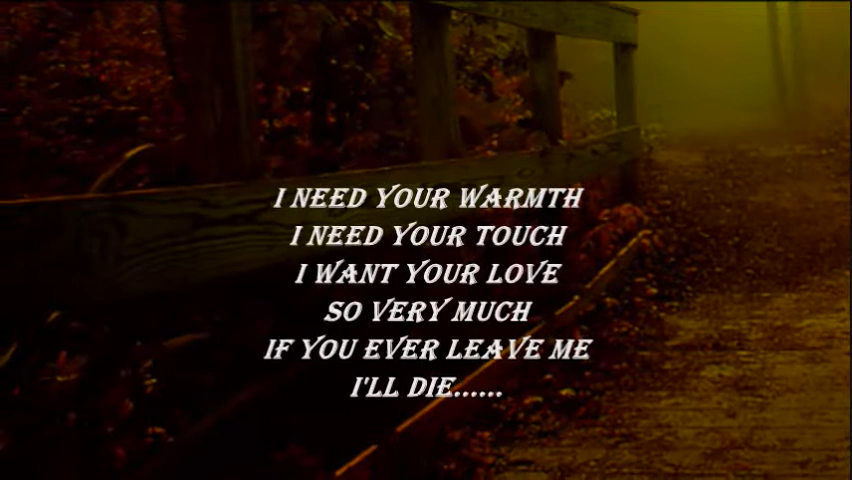 I NEED YOUR WARMTH
I NEED YOUR TOUCH
I WANT YOUR LOVE
SO VERY MUCH
IF YOU EVER LEAVE ME
I'LL DIE......